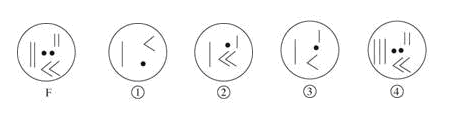 F ① ② ③ ④